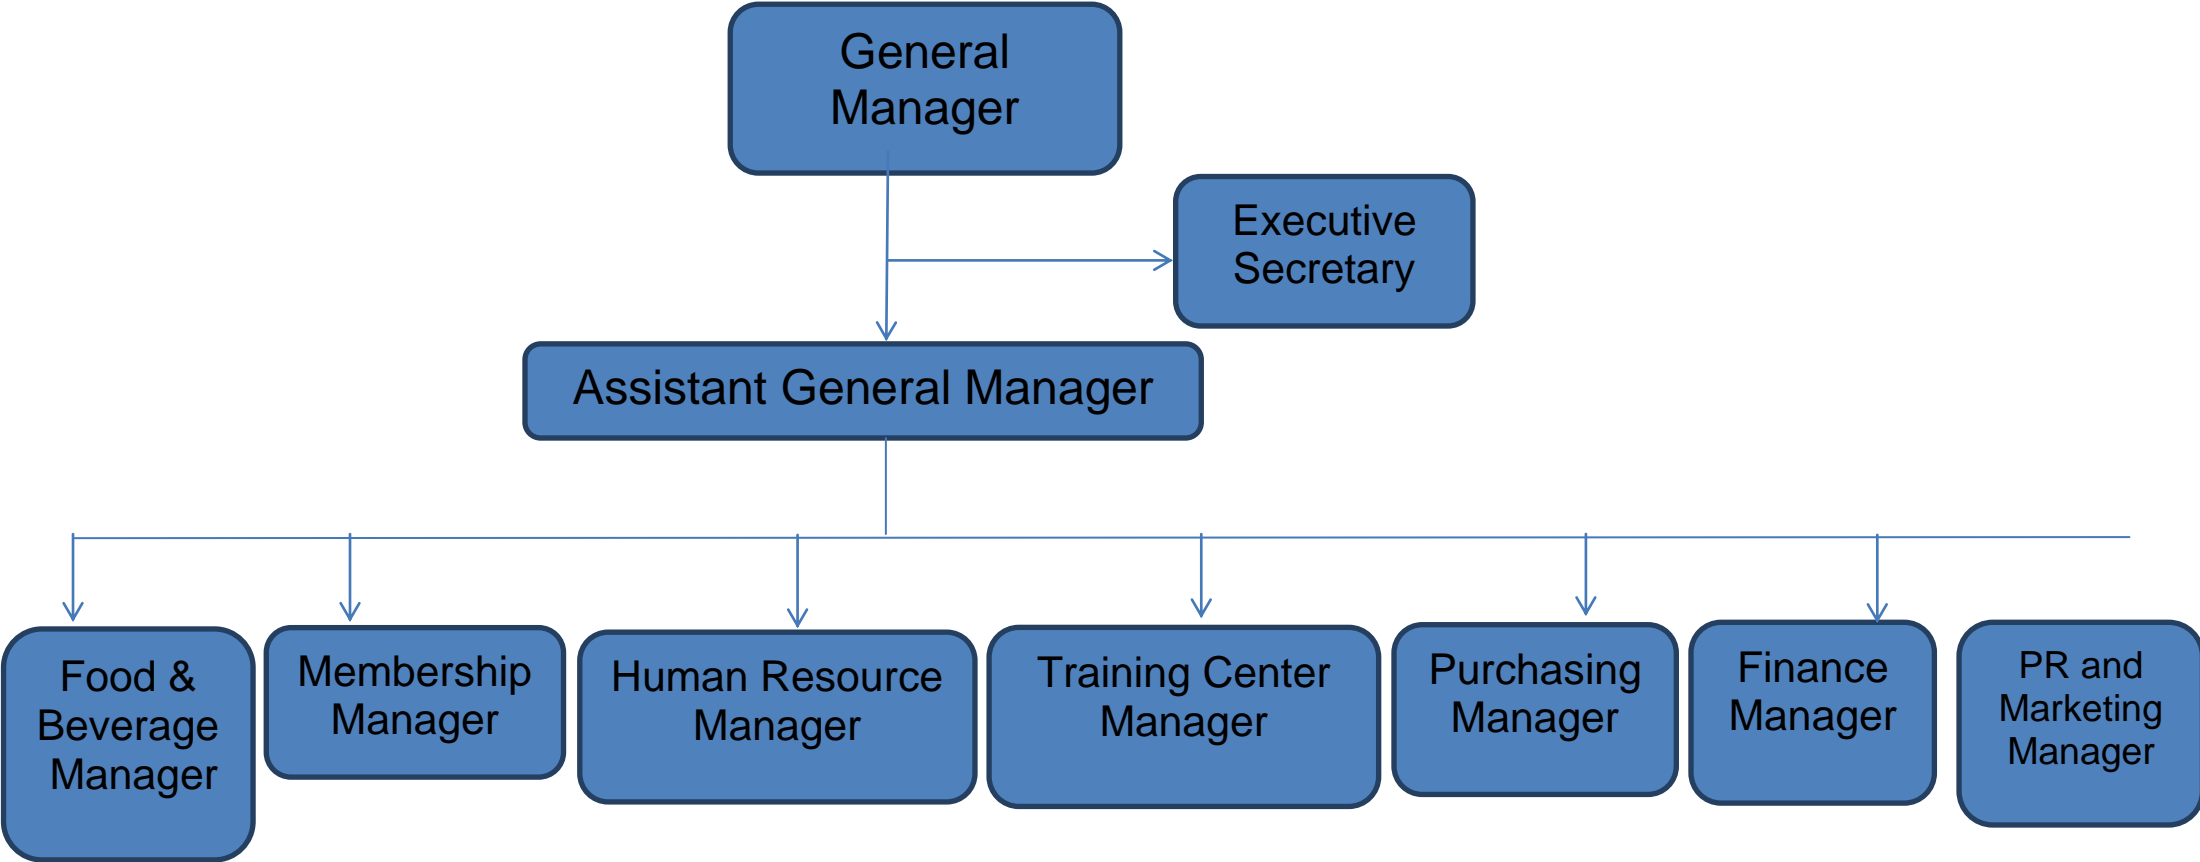 General
Manager
Executive
Secretary
Assistant General Manager
Food &
Beverage
Manager
Membership
Manager
Human Resource
Manager
Training Center
Manager
Purchasing
Manager
Finance
Manager
PR and
Marketing
Manager